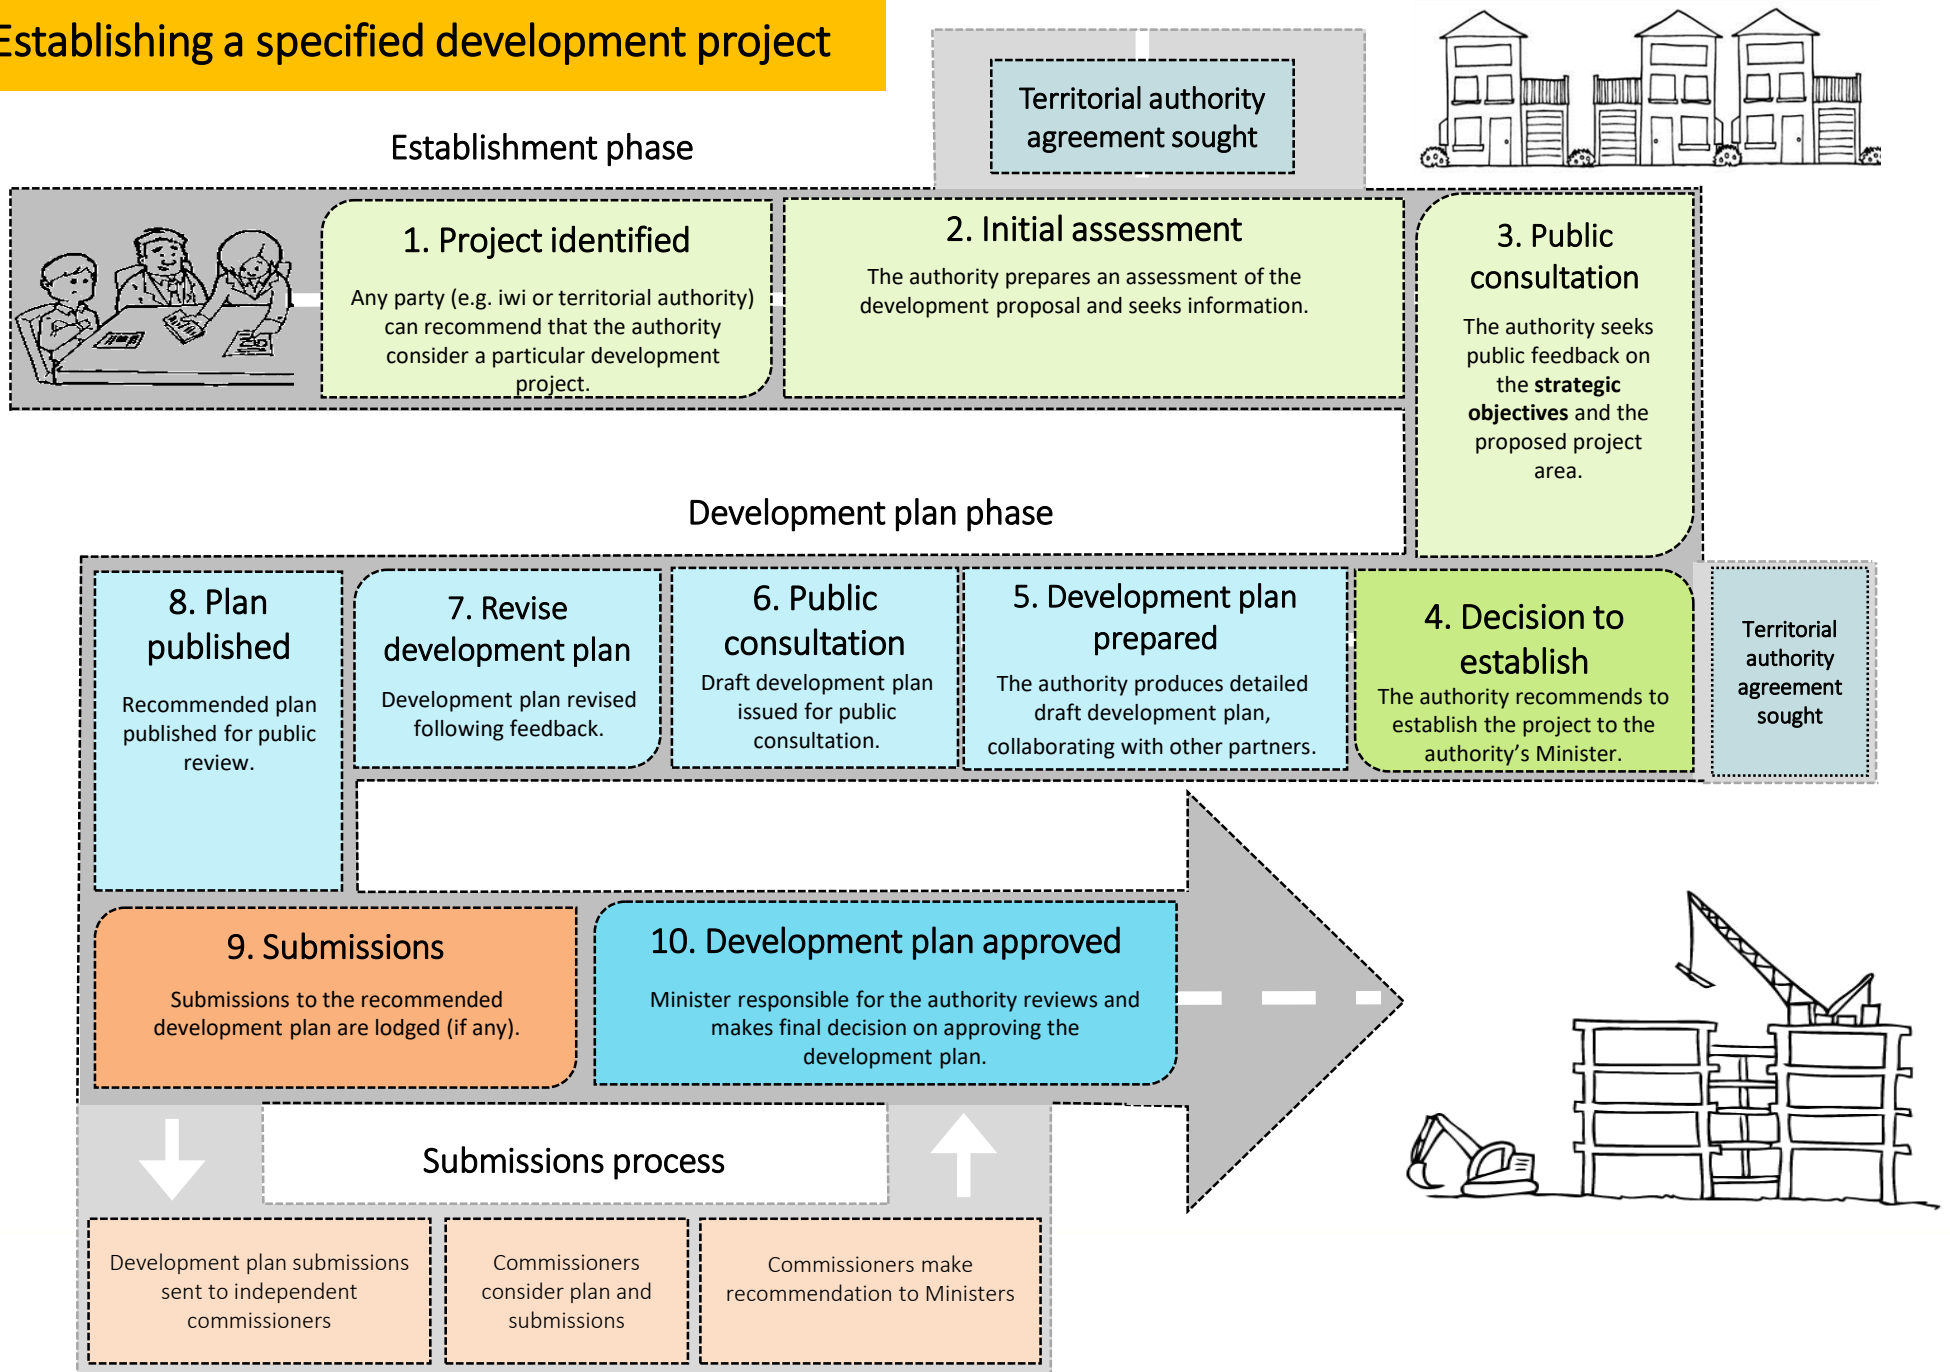 Establishing a specified development project
Territorial authority
agreement sought
Establishment phase
1. Project identified
Any party (e.g. iwi or territorial authority)
can recommend that the authority
consider a particular development
project.
2. Initial assessment
The authority prepares an assessment of the
development proposal and seeks information.
3. Public
consultation
The authority seeks
public feedback on
the strategic
objectives and the
proposed project
area.
Development plan phase
Territorial
authority
agreement
sought
4. Decision to
establish
The authority recommends to
establish the project to the
authority's Minister.
5. Development plan
prepared
The authority produces detailed
draft development plan,
collaborating with other partners.
6. Public
consultation
Draft development plan
issued for public
consultation.
7. Revise
development plan
Development plan revised
following feedback.
8. Plan
published
Recommended plan
published for public
review.
9. Submissions
Submissions to the recommended
development plan are lodged (if any).
10. Development plan approved
Minister responsible for the authority reviews and
makes final decision on approving the
development plan.
Submissions process
Development plan submissions
sent to independent
commissioners
Commissioners
consider plan and
submissions
Commissioners make
recommendation to Ministers